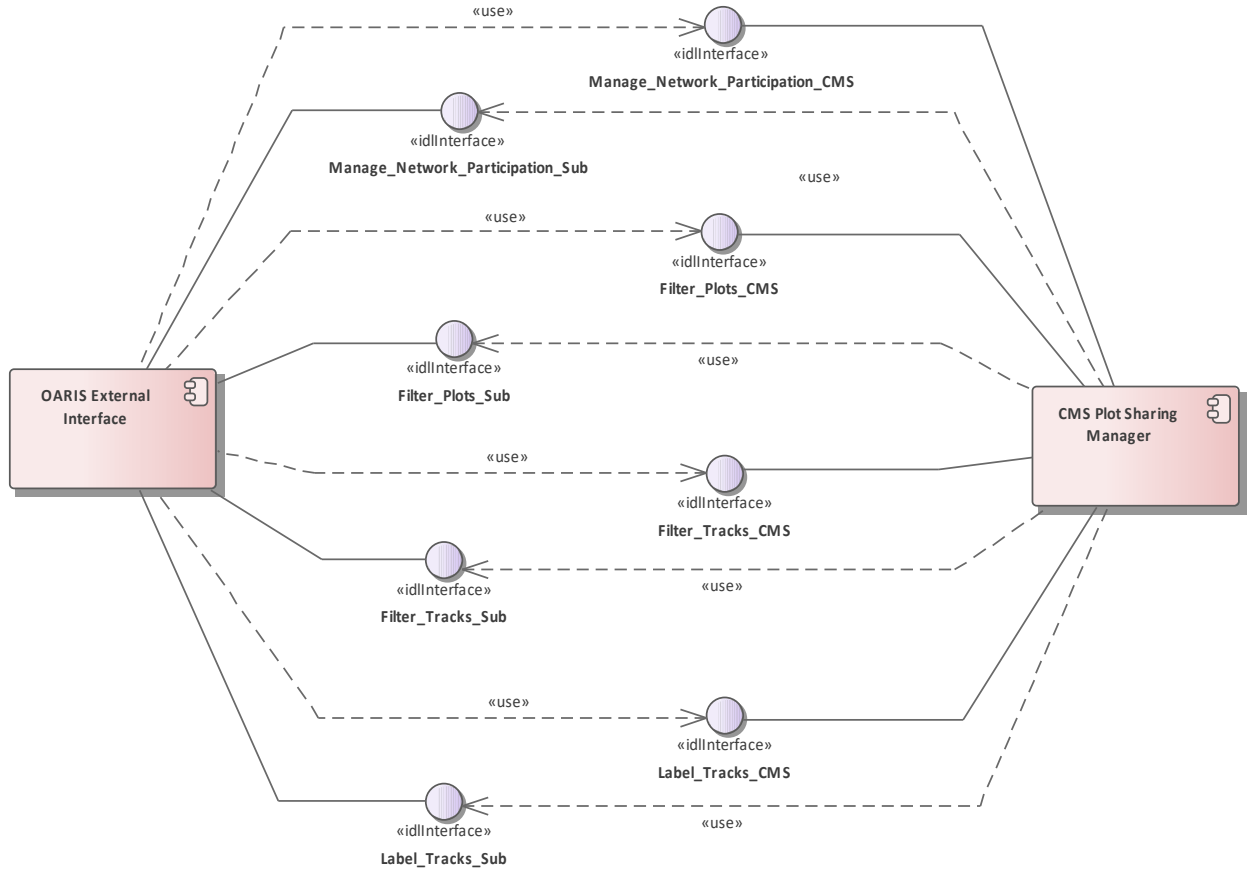 «use»
«idlInterface»
Manage_Network_Participation_CMS
«idlInterface»
Manage_Network_Participation_Sub
«use»
«use»
«idlInterface»
Filter_Plots_CMS
«use»
«idlInterface»
Filter_Plots_Sub
OARIS External
Interface
CMS Plot Sharing
Manager
«use»
«idlInterface»
Filter_Tracks_CMS
«use»
«idlInterface»
Filter_Tracks_Sub
«use»
«idlInterface»
Label_Tracks_CMS
«use»
«idlInterface»
Label_Tracks_Sub